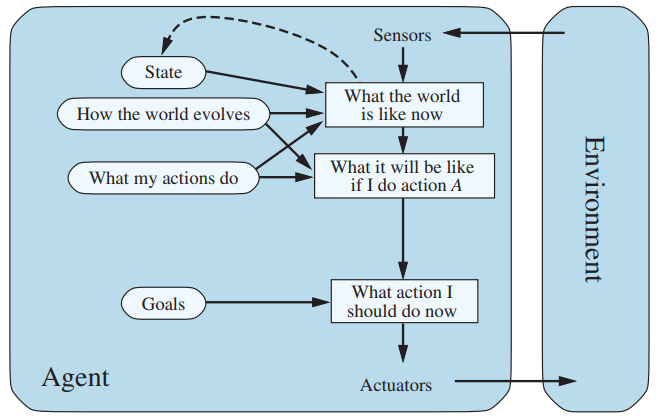 Sensors
State
What the world
is like now
How the world evolves
What it will be like
if I do action A
What my actions do
Goals
What action I
should do now
Agent
Actuators
Environment